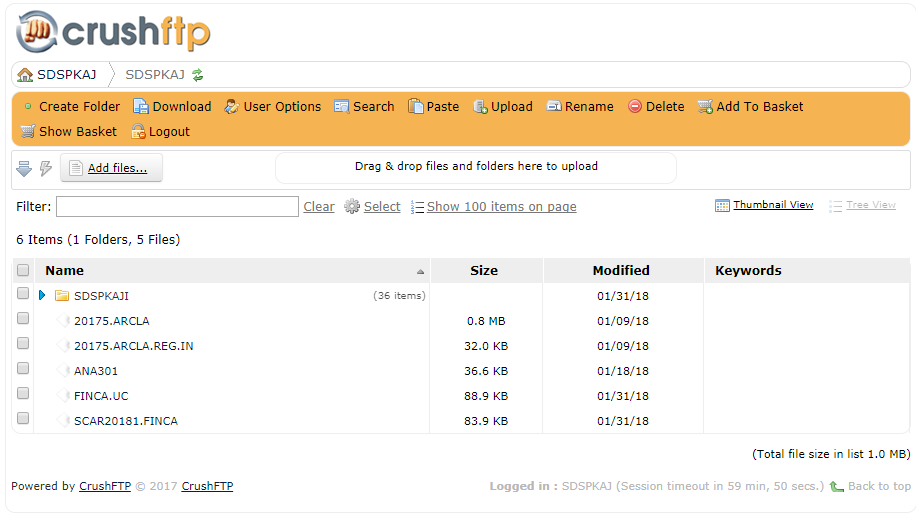 crushftp
SDSPKAJ SDSPKAJ
Create Folder Download User Options Search Paste Upload Rename Delete Add To Basket
Show Basket Logout
Add files... Drag & drop files and folders here to upload
Filter: Clear Select Show 100 items on page Thumbnail View Tree View
6 Items (1 Folders, 5 Files)
Name Size Modified Keywords
SDSPKAJI (36 items) 01/31/18
20175.ARCLA 0.8 MB 01/09/18
20175.ARCLA.REG.IN 32.0 KB 01/09/18
ANA301 36.6 KB 01/18/18
FINCA.UC 88.9 KB 01/31/18
SCAR20181.FINCA 83.9 KB 01/31/18
(Total file size in list 1.0 MB)
Powered by CrushFTP © 2017 CrushFTP Logged in : SDSPKAJ (Session timeout in 59 min, 50 secs.) Back to top